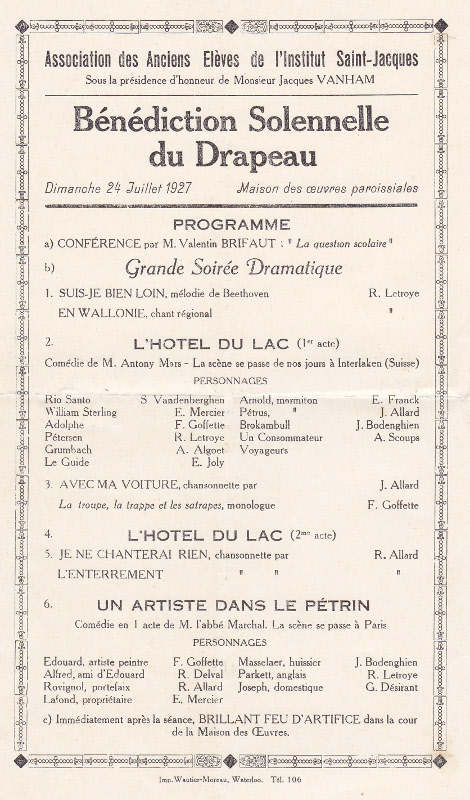 Association des Anciens Elèves de l'Institut Saint-Jacques
Sous la présidence d'honneur de Monsieur Jacques VANHAM
Bénédiction Solennelle
du Drapeau
Dimanche 24 Juillet 1927 Maison des œuvres paroissiales
PROGRAMME
a) CONFÉRENCE par M. Valentin BRIFAUT : " La question scolaire "
b) Grande Soirée Dramatique
1. SUIS-JE BIEN LOIN, mélodie de Beethoven R. Letroye
EN WALLONIE, chant régional "
2. L'HOTEL DU LAC (1er acte)
Comédie de M. Antony Mars - La scène se passe de nos jours à Interlaken (Suisse)
PERSONNAGES
Rio Santo S Vandenberghen Arnold, marmiton E. Franck
William Sterling E. Mercier Pétrus, " J. Allard
Adolphe F. Goffette Brokambull J. Bodenghien
Pétersen R. Letroye Un Consommateur A. Scoups
Grumbach A. Algoet Voyageurs
Le Guide E. Joly
3. AVEC MA VOITURE, chansonnette par J. Allard
La troupe, la trappe et les satrapes, monologue F. Goffette
4. L'HOTEL DU LAC (2me acte)
5. JE NE CHANTERAI RIEN, chansonnette par R. Allard
L'ENTERREMENT " " "
6. UN ARTISTE DANS LE PÉTRIN
Comédie en 1 acte de M. l'abbé Marchal. La scène se passe à Paris
PERSONNAGES
Edouard, artiste peintre F. Goffette Masselaer, huissier J. Bodenghien
Alfred, ami d'Edouard R. Delval Parkett, anglais R. Letroye
Rovignol, portefaix R. Allard Joseph, domestique G. Désirant
Lafond, propriétaire E. Mercier
c) Immédiatement après la séance, BRILLANT FEU D'ARTIFICE dans la cour
de la Maison des Œuvres.
Imp. Wautier-Moreau, Waterloo. Tél. 106